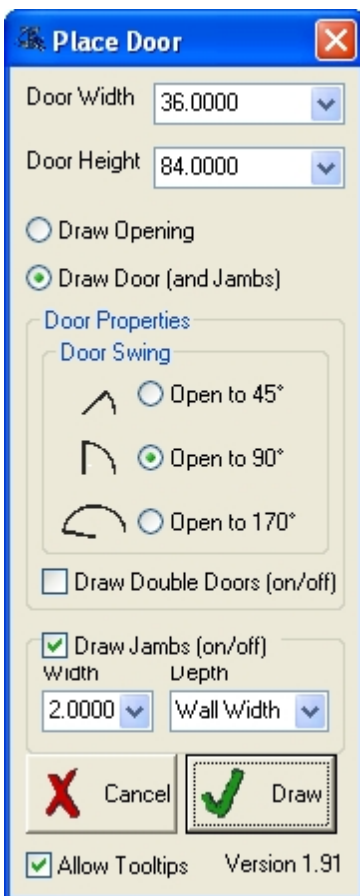 Place Door
Door Width 36.0000
Door Height 84.0000
Draw Opening
Draw Door (and Jambs)
Door Properties
Door Swing
Open to 45°
Open to 90°
Open to 170°
Draw Double Doors (on/off)
Draw Jambs (on/off)
Width Depth
2.0000 Wall Width
Cancel Draw
Allow Tooltips Version 1.91